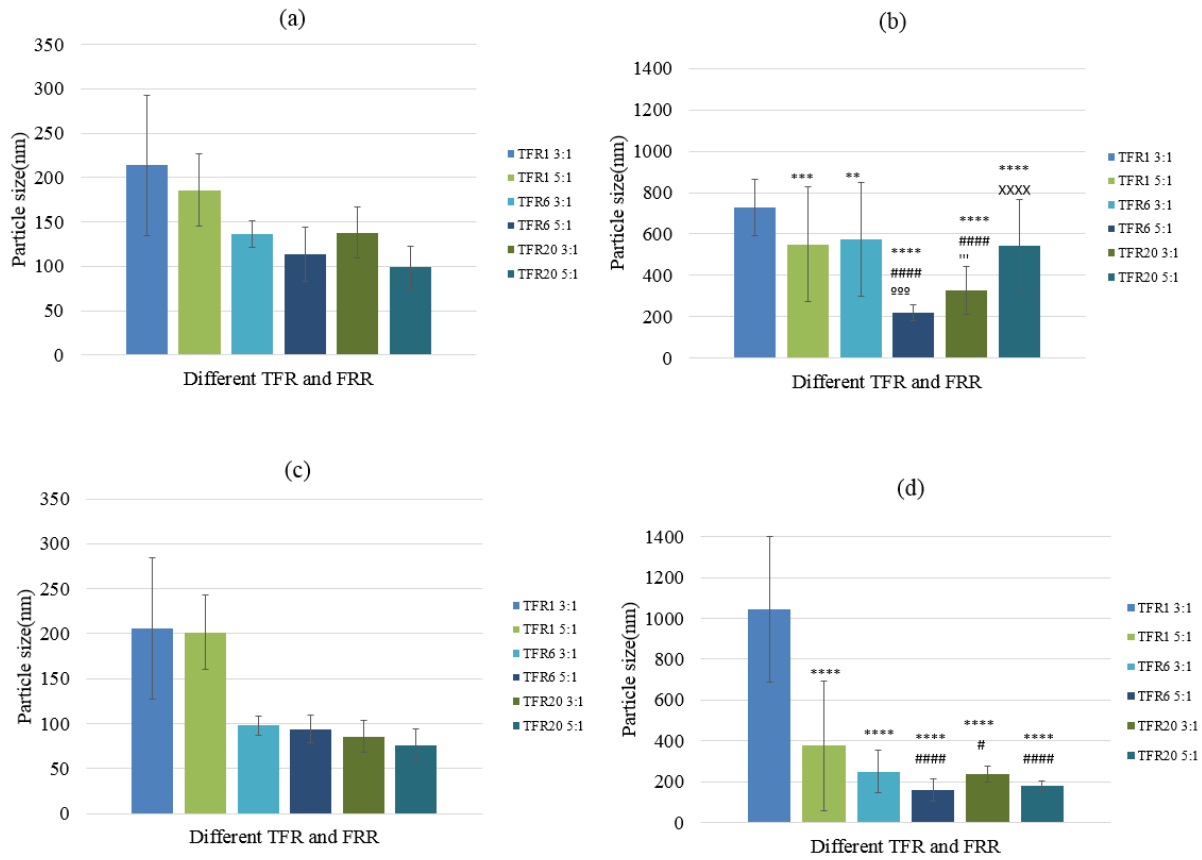 (a)
350
300
250
200
150
100
50
0
Particle size(nm)
Different TFR and FRR
TFR1 3:1
TFR1 5:1
TFR6 3:1
TFR6 5:1
TFR20 3:1
TFR20 5:1
(b)
1400
1200
1000
800
600
400
200
0
Particle size(nm)
***
**
****
####
ººº
****
####
'''
****
XXXX
Different TFR and FRR
TFR1 3:1
TFR1 5:1
TFR6 3:1
TFR6 5:1
TFR20 3:1
TFR20 5:1
(c)
350
300
250
200
150
100
50
0
Particle size(nm)
Different TFR and FRR
TFR1 3:1
TFR1 5:1
TFR6 3:1
TFR6 5:1
TFR20 3:1
TFR20 5:1
(d)
1400
1200
1000
800
600
400
200
0
Particle size(nm)
****
****
****
####
****
#
****
####
Different TFR and FRR
TFR1 3:1
TFR1 5:1
TFR6 3:1
TFR6 5:1
TFR20 3:1
TFR20 5:1